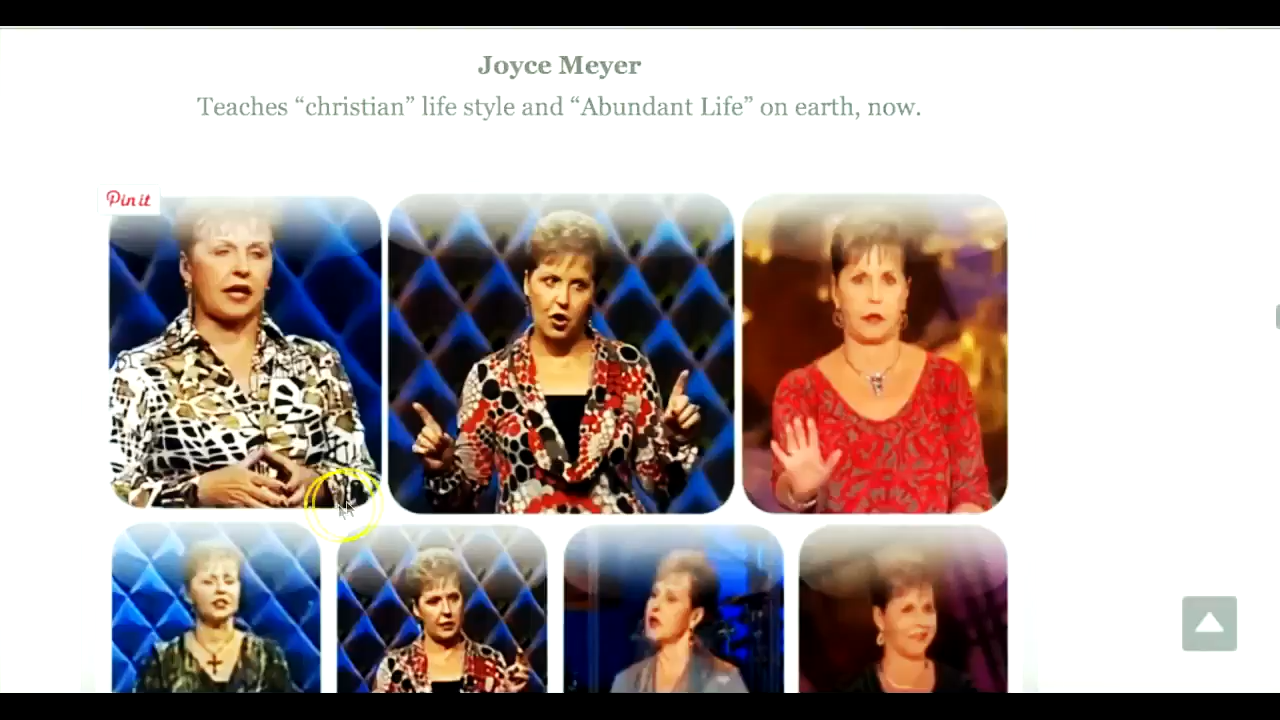 Joyce Meyer
Teaches “christian” life style and “Abundant Life” on earth, now.
Pin it